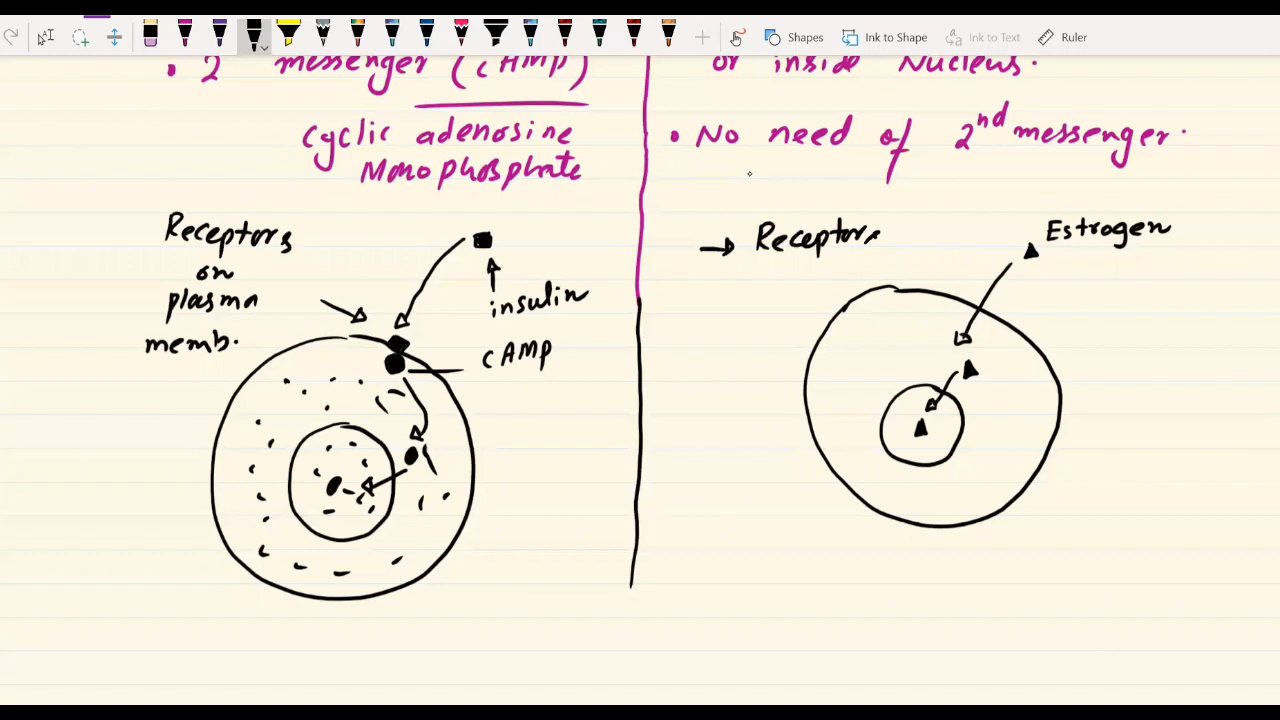 Shapes
Ink to Shape
Ink to Text
Ruler
• 2 messenger (cAMP)
cyclic adenosine
Monophosphate
Receptors
on
plasma
memb.
insulin
cAMP
or inside Nucleus.
• No need of 2nd messenger.
→ Receptors
Estrogen